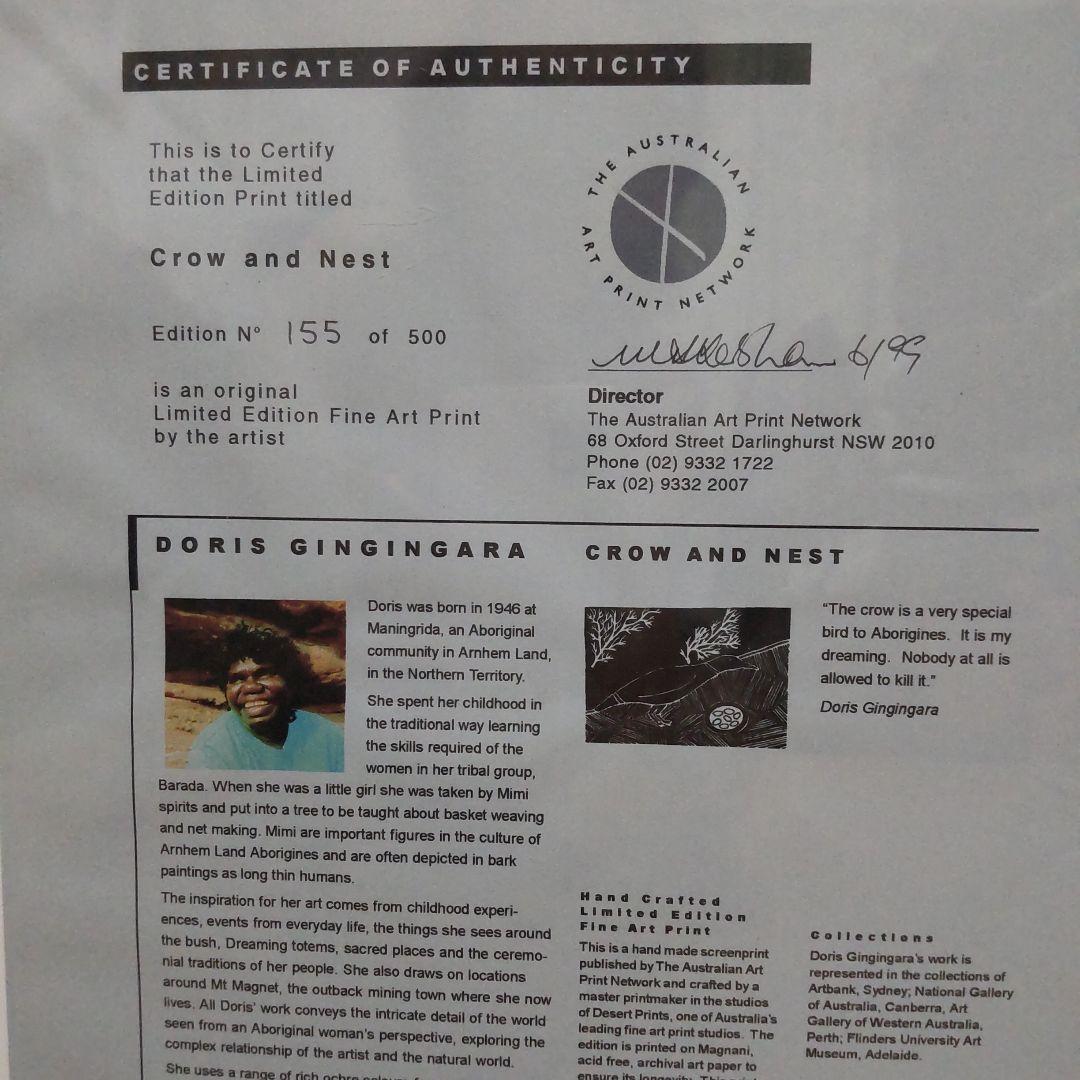 CERTIFICATE OF AUTHENTICITY
This is to Certify
that the Limited
Edition Print titled
Crow and Nest
Edition Nº 155 of 500
is an original
Limited Edition Fine Art Print
by the artist
THE AUSTRALIAN
ART PRINT NETWORK
6/99
Director
The Australian Art Print Network
68 Oxford Street Darlinghurst NSW 2010
Phone (02) 9332 1722
Fax (02) 9332 2007
DORIS GINGINGARA
Doris was born in 1946 at
Maningrida, an Aboriginal
community in Arnhem Land,
in the Northern Territory.
She spent her childhood in
the traditional way learning
the skills required of the
women in her tribal group,
Barada. When she was a little girl she was taken by Mimi
spirits and put into a tree to be taught about basket weaving
and net making. Mimi are important figures in the culture of
Arnhem Land Aborigines and are often depicted in bark
paintings as long thin humans.
The inspiration for her art comes from childhood experi-
ences, events from everyday life, the things she sees around
the bush, Dreaming totems, sacred places and the ceremo-
nial traditions of her people. She also draws on locations
around Mt Magnet, the outback mining town where she now
lives. All Doris' work conveys the intricate detail of the world
seen from an Aboriginal woman's perspective, exploring the
complex relationship of the artist and the natural world.
She uses a range of rich ochre
CROW AND NEST
"The crow is a very special
bird to Aborigines. It is my
dreaming. Nobody at all is
allowed to kill it."
Doris Gingingara
Hand Crafted
Limited Edition
Fine Art Print
This is a hand made screenprint
published by The Australian Art
Print Network and crafted by a
master printmaker in the studios
of Desert Prints, one of Australia's
leading fine art print studios. The
edition is printed on Magnani,
acid free, archival art paper to
ensure its longevity.
Collections
Doris Gingingara's work is
represented in the collections of
Artbank, Sydney; National Gallery
of Australia, Canberra, Art
Gallery of Western Australia,
Perth; Flinders University Art
Museum, Adelaide.